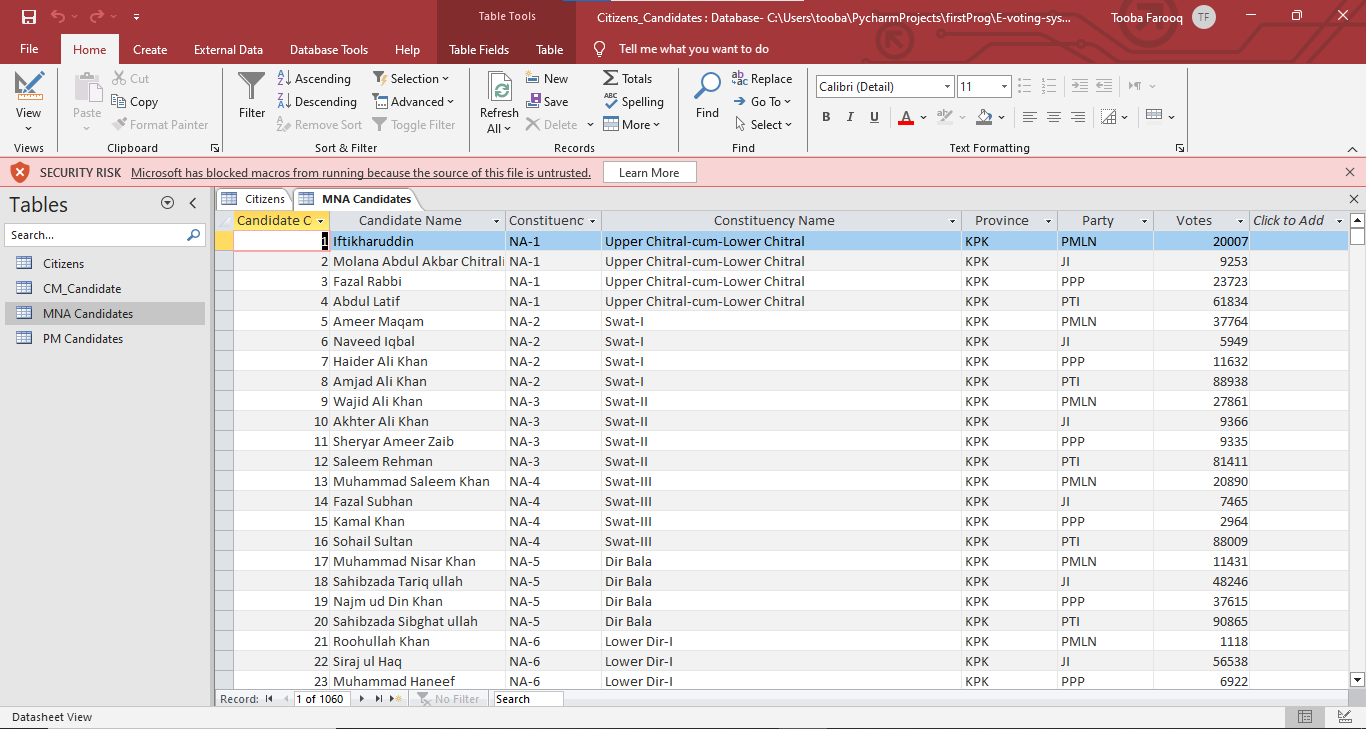 Table Tools
Citizens_Candidates : Database- C:\Users\tooba\PycharmProjects\firstProg\E-voting-sys...
Tooba Farooq
TF
File Home Create External Data Database Tools Help Table Fields Table Tell me what you want to do
View
Views
Paste
Cut
Copy
Format Painter
Clipboard
Filter
Ascending
Descending
Remove Sort
Selection
Advanced
Toggle Filter
Sort & Filter
Refresh
All
New
Save
Delete
Totals
Spelling
More
Records
Find
Replace
Go To
Select
Find
Calibri (Detail) 11
B I U A
Text Formatting
SECURITY RISK Microsoft has blocked macros from running because the source of this file is untrusted. Learn More
Tables
Search...
Citizens
CM_Candidate
MNA Candidates
PM Candidates
Citizens MNA Candidates
Candidate C Candidate Name Constituenc Constituency Name Province Party Votes Click to Add
1 Iftikharuddin NA-1 Upper Chitral-cum-Lower Chitral KPK PMLN 20007
2 Molana Abdul Akbar Chitrali NA-1 Upper Chitral-cum-Lower Chitral KPK JI 9253
3 Fazal Rabbi NA-1 Upper Chitral-cum-Lower Chitral KPK PPP 23723
4 Abdul Latif NA-1 Upper Chitral-cum-Lower Chitral KPK PTI 61834
5 Ameer Maqam NA-2 Swat-I KPK PMLN 37764
6 Naveed Iqbal NA-2 Swat-I KPK JI 5949
7 Haider Ali Khan NA-2 Swat-I KPK PPP 11632
8 Amjad Ali Khan NA-2 Swat-I KPK PTI 88938
9 Wajid Ali Khan NA-3 Swat-II KPK PMLN 27861
10 Akhter Ali Khan NA-3 Swat-II KPK JI 9366
11 Sheryar Ameer Zaib NA-3 Swat-II KPK PPP 9335
12 Saleem Rehman NA-3 Swat-II KPK PTI 81411
13 Muhammad Saleem Khan NA-4 Swat-III KPK PMLN 20890
14 Fazal Subhan NA-4 Swat-III KPK JI 7465
15 Kamal Khan NA-4 Swat-III KPK PPP 2964
16 Sohail Sultan NA-4 Swat-III KPK PTI 88009
17 Muhammad Nisar Khan NA-5 Dir Bala KPK PMLN 11431
18 Sahibzada Tariq ullah NA-5 Dir Bala KPK JI 48246
19 Najm ud Din Khan NA-5 Dir Bala KPK PPP 37615
20 Sahibzada Sibghat ullah NA-5 Dir Bala KPK PTI 90865
21 Roohullah Khan NA-6 Lower Dir-I KPK PMLN 1118
22 Siraj ul Haq NA-6 Lower Dir-I KPK JI 56538
23 Muhammad Haneef NA-6 Lower Dir-I KPK PPP 6922
Record: 1 of 1060 No Filter Search
Datasheet View